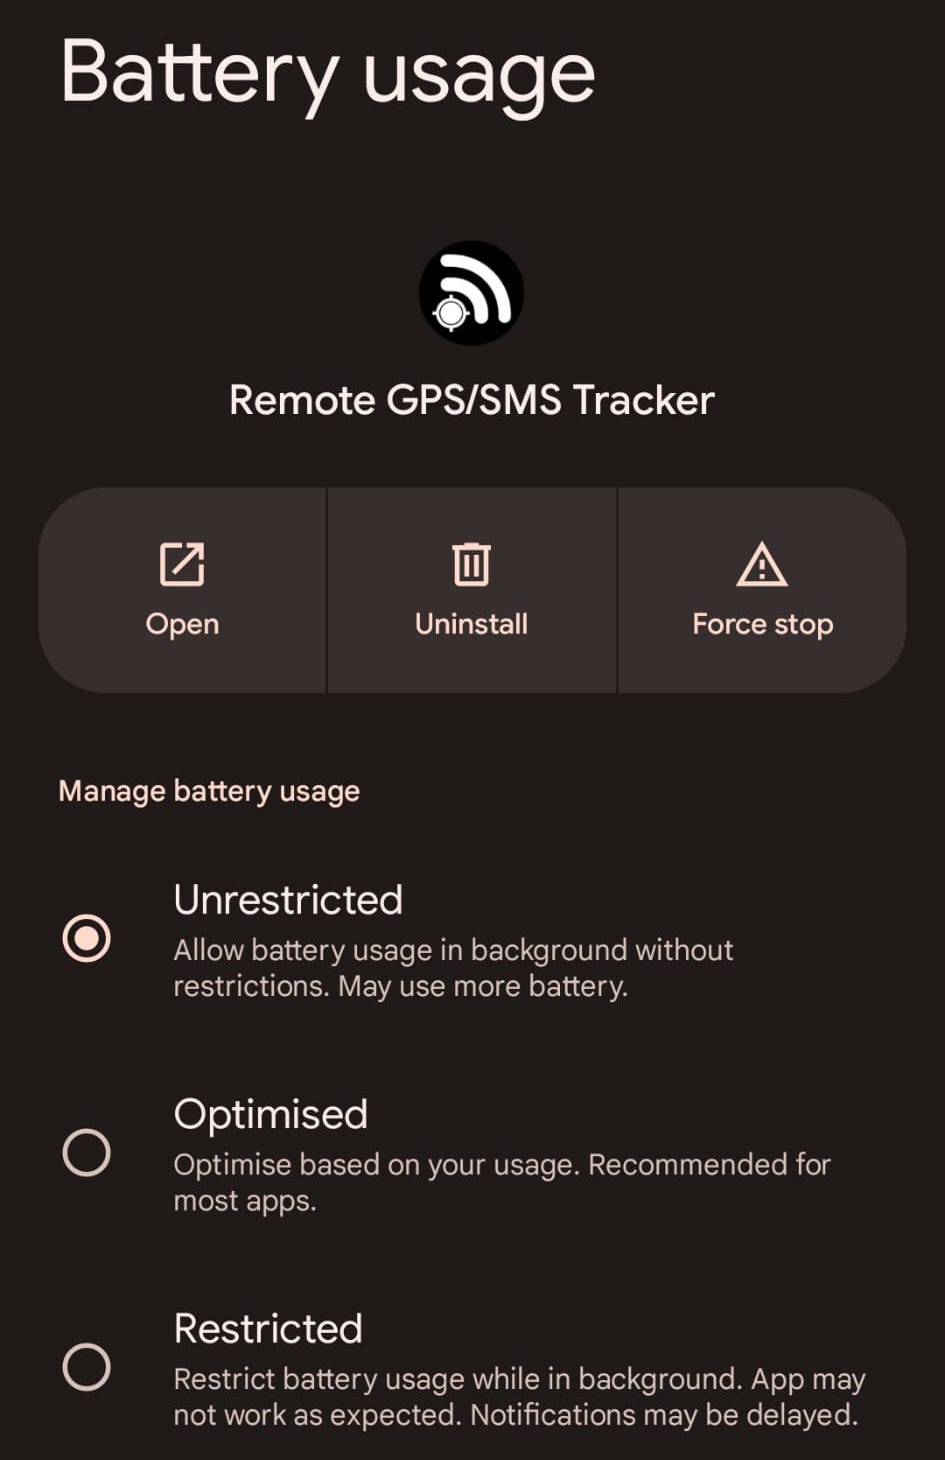 Battery usage
Remote GPS/SMS Tracker
Open
Uninstall
Force stop
Manage battery usage
Unrestricted
Allow battery usage in background without
restrictions. May use more battery.
Optimised
Optimise based on your usage. Recommended for
most apps.
Restricted
Restrict battery usage while in background. App may
not work as expected. Notifications may be delayed.